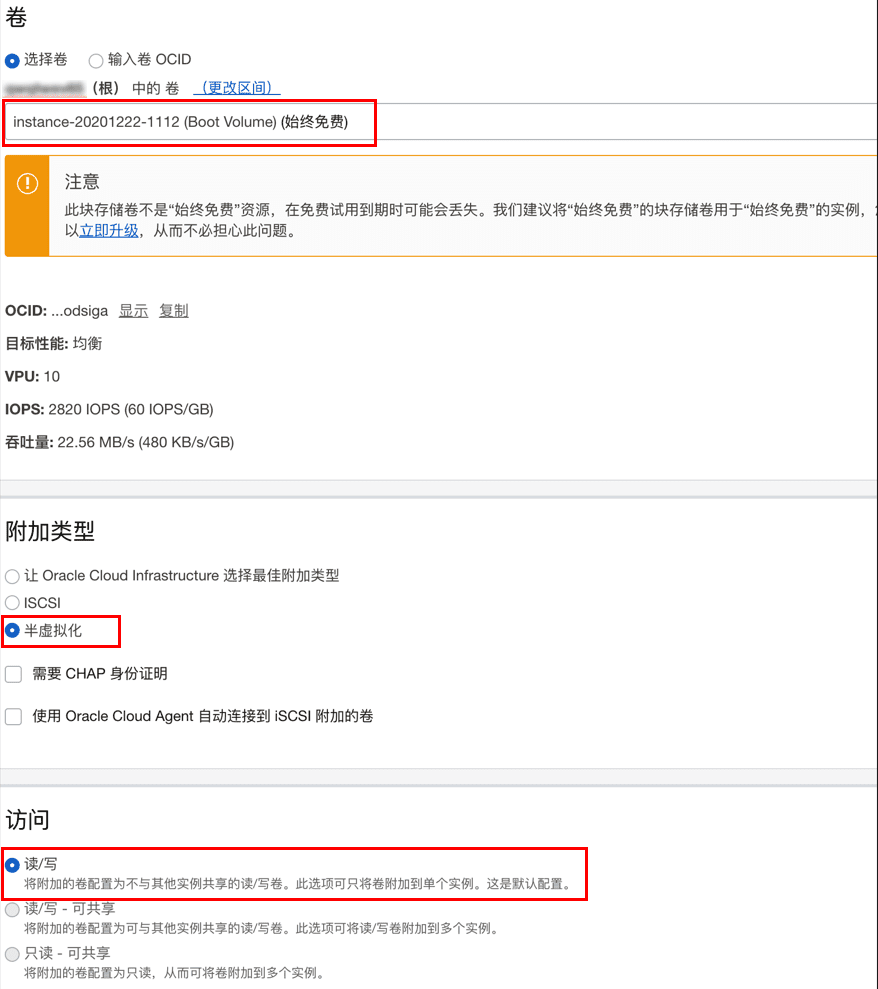 卷
选择卷 输入卷 OCID
（根） 中的 卷 （更改区间）
instance-20201222-1112 (Boot Volume) (始终免费)
注意
此块存储卷不是“始终免费”资源，在免费试用到期时可能会丢失。我们建议将“始终免费”的块存储卷用于“始终免费”的实例，
以立即升级，从而不必担心此问题。
OCID: ...odsiga 显示 复制
目标性能: 均衡
VPU: 10
IOPS: 2820 IOPS (60 IOPS/GB)
吞吐量: 22.56 MB/s (480 KB/s/GB)
附加类型
让 Oracle Cloud Infrastructure 选择最佳附加类型
ISCSI
半虚拟化
需要 CHAP 身份证明
使用 Oracle Cloud Agent 自动连接到 iSCSI 附加的卷
访问
读/写
将附加的卷配置为不与其他实例共享的读/写卷。此选项可只将卷附加到单个实例。这是默认配置。
读/写 - 可共享
将附加的卷配置为可与其他实例共享的读/写卷。此选项可将读/写卷附加到多个实例。
只读 - 可共享
将附加的卷配置为只读，从而可将卷附加到多个实例。